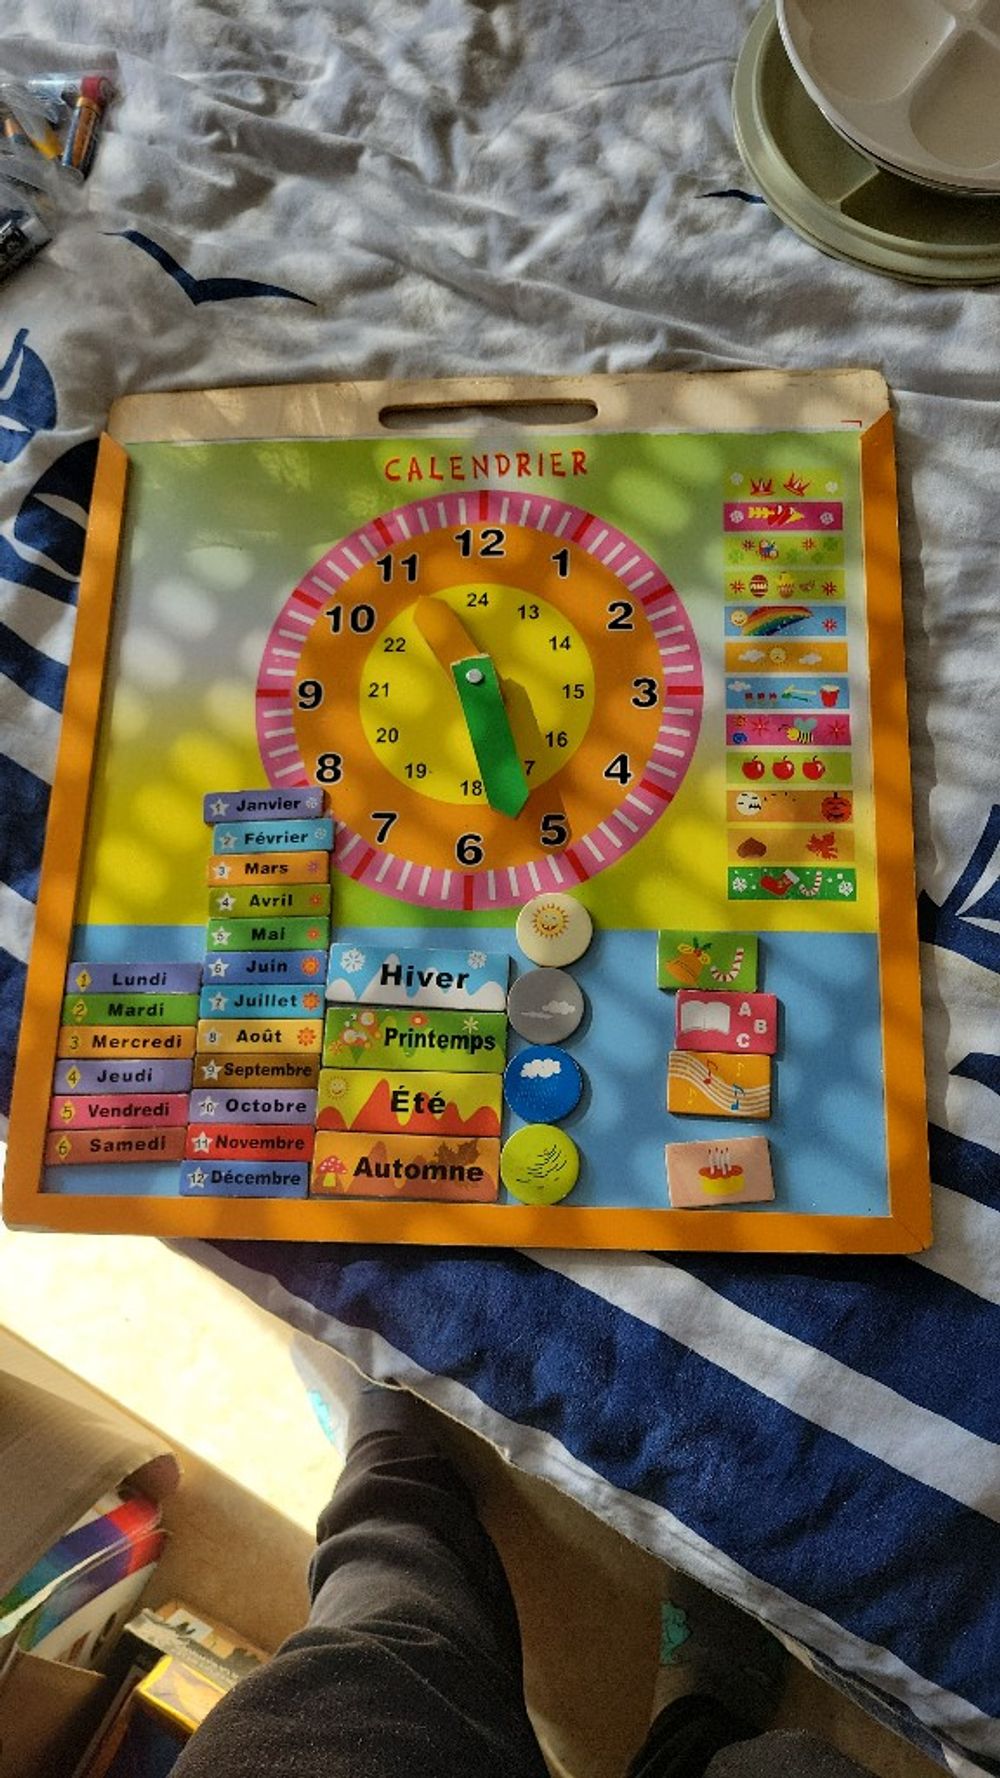 CALENDRIER
12
11
1
10
2
9
3
8
4
7
5
6
24
13
22
14
21
15
20
16
19
7
18
1 Janvier
2 Février
3 Mars
4 Avril
5 Mai
6 Juin
7 Juillet
8 Août
9 Septembre
10 Octobre
11 Novembre
12 Décembre
1 Lundi
2 Mardi
3 Mercredi
4 Jeudi
5 Vendredi
6 Samedi
Hiver
Printemps
Été
Automne
A
B
C